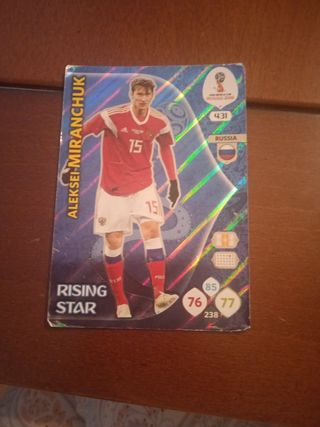 ALEKSEI MIRANCHUK
431
RUSSIA
15
15
RISING
STAR
76
85
77
238